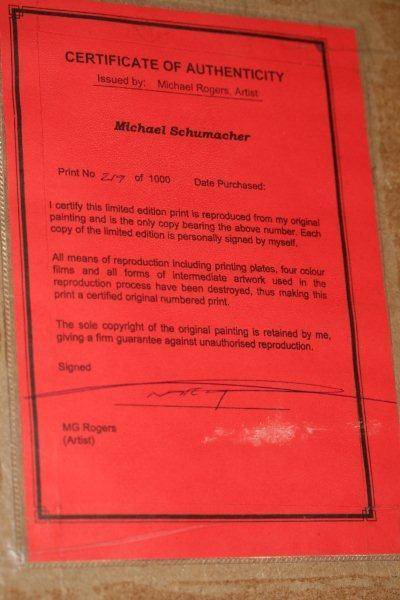 CERTIFICATE OF AUTHENTICITY
Issued by: Michael Rogers, Artist
Michael Schumacher
Print No 217 of 1000 Date Purchased:
I certify this limited edition print is reproduced from my original
painting and is the only copy bearing the above number. Each
copy of the limited edition is personally signed by myself.
All means of reproduction including printing plates, four colour
films and all forms of intermediate artwork used in the
reproduction process have been destroyed, thus making this
print a certified original numbered print.
The sole copyright of the original painting is retained by me,
giving a firm guarantee against unauthorised reproduction.
Signed
MG Rogers
(Artist)